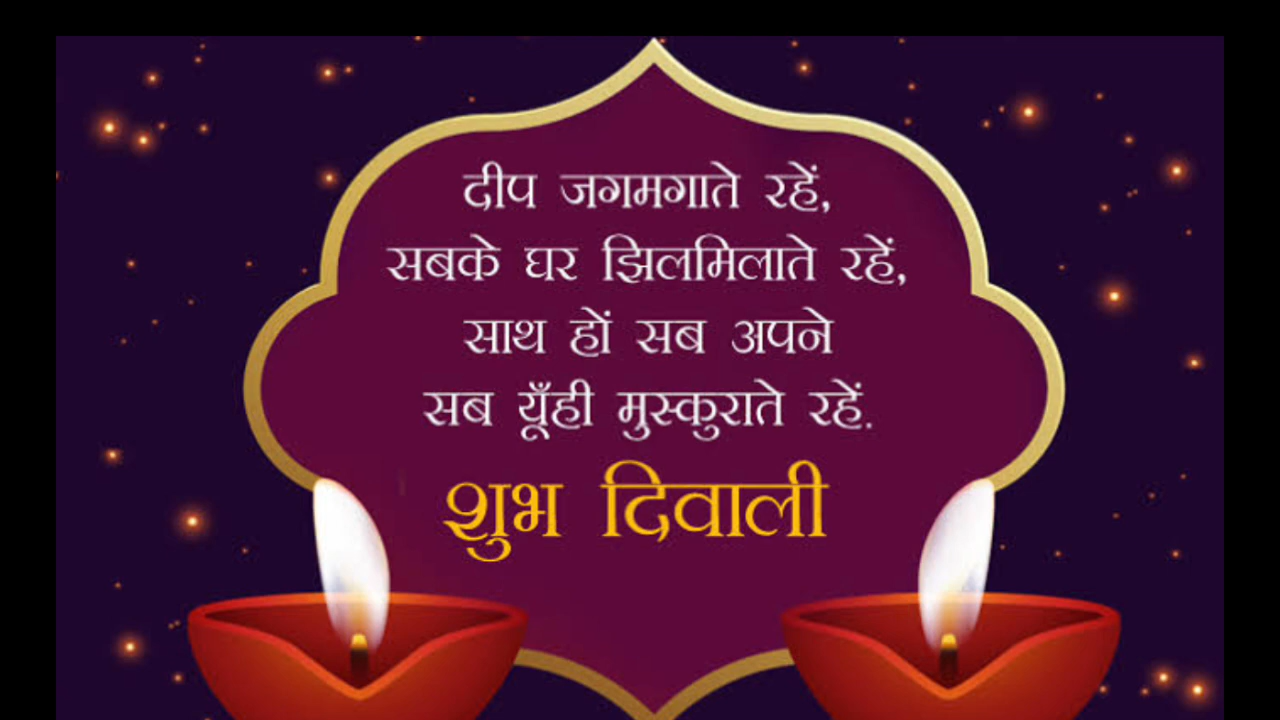 दीप जगमगाते रहें,
सबके घर झिलमिलाते रहें,
साथ हों सब अपने
सब यूँही मुस्कुराते रहें.
शुभ दिवाली